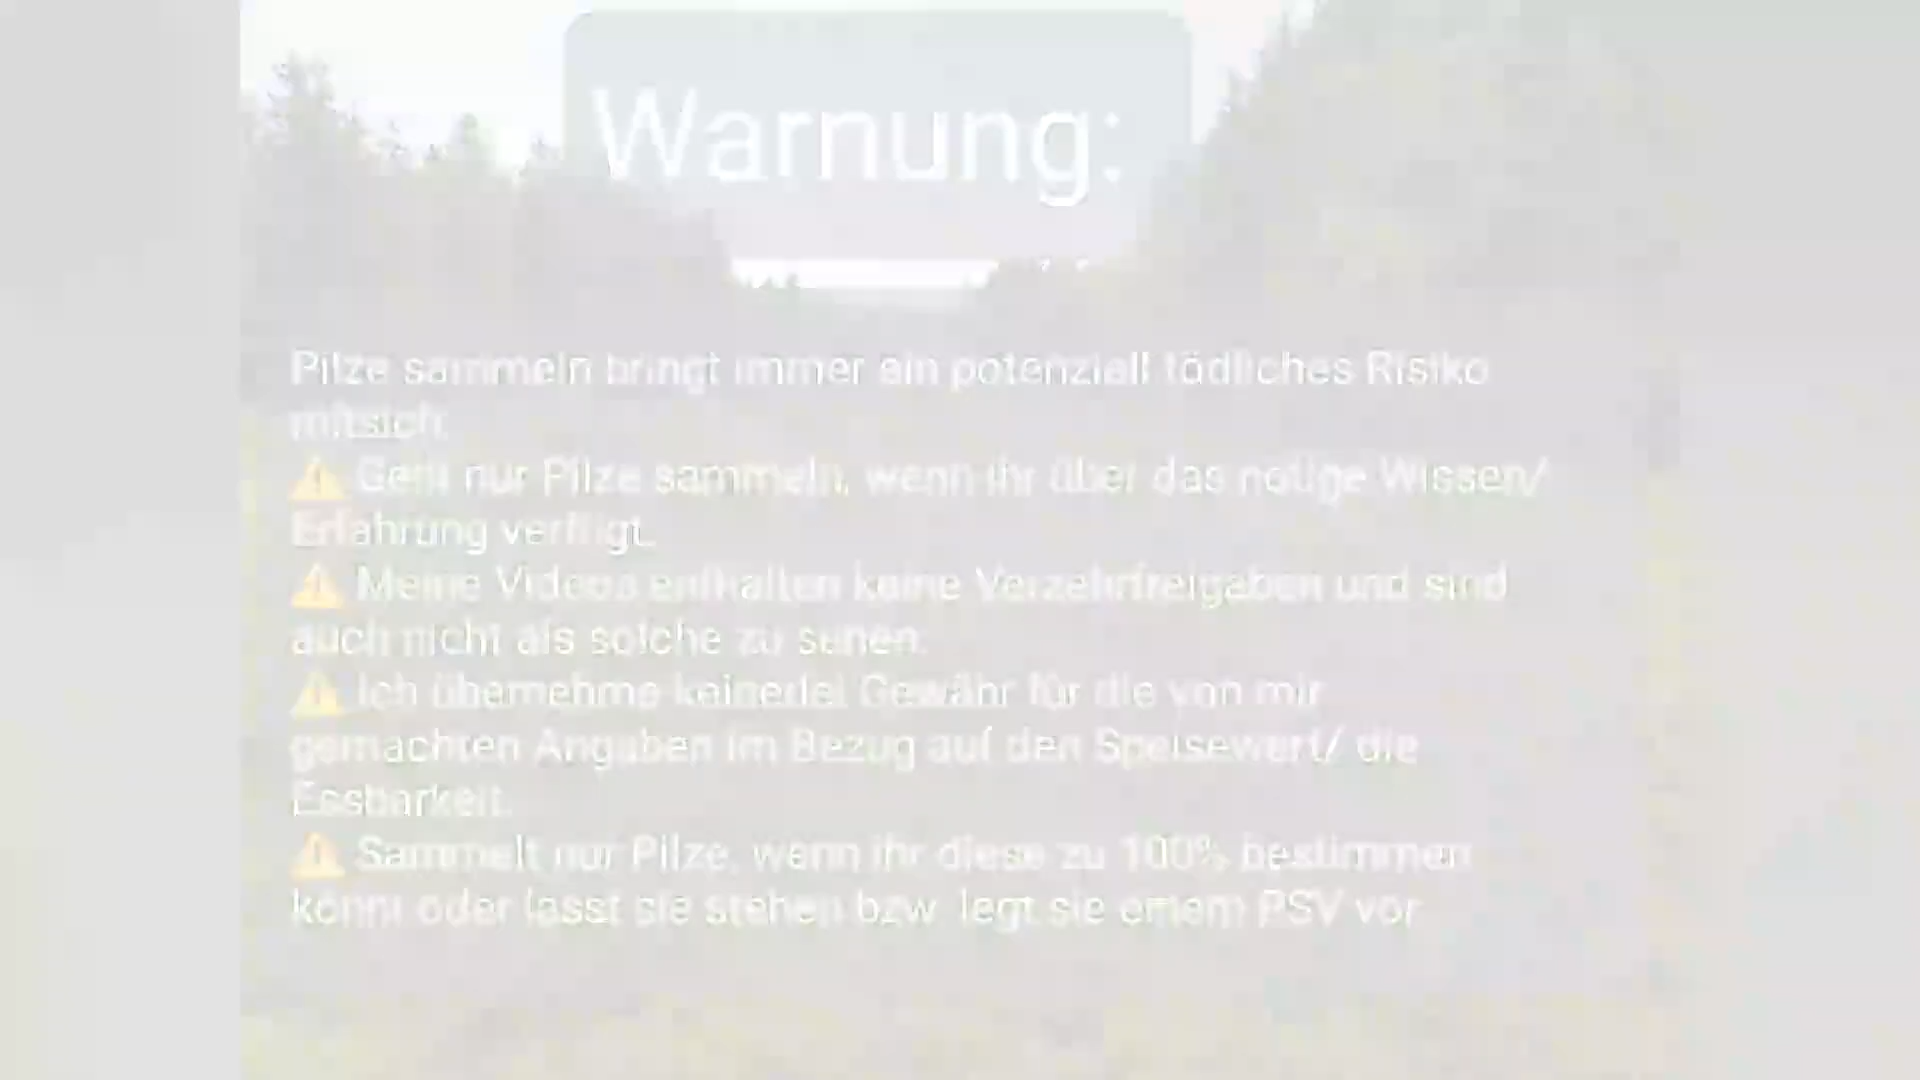 Warnung:
Pilze sammeln bringt immer ein potenziell tödliches Risiko
mitsich.
⚠️ Geht nur Pilze sammeln, wenn ihr über das nötige Wissen/
Erfahrung verfügt.
⚠️ Meine Videos enthalten keine Verzehrfreigaben und sind
auch nicht als solche zu sehen.
⚠️ Ich übernehme keinerlei Gewähr für die von mir
gemachten Angaben im Bezug auf den Speisewert/ die
Essbarkeit.
⚠️ Sammelt nur Pilze, wenn ihr diese zu 100% bestimmen
könnt oder lasst sie stehen bzw. legt sie einem PSV vor